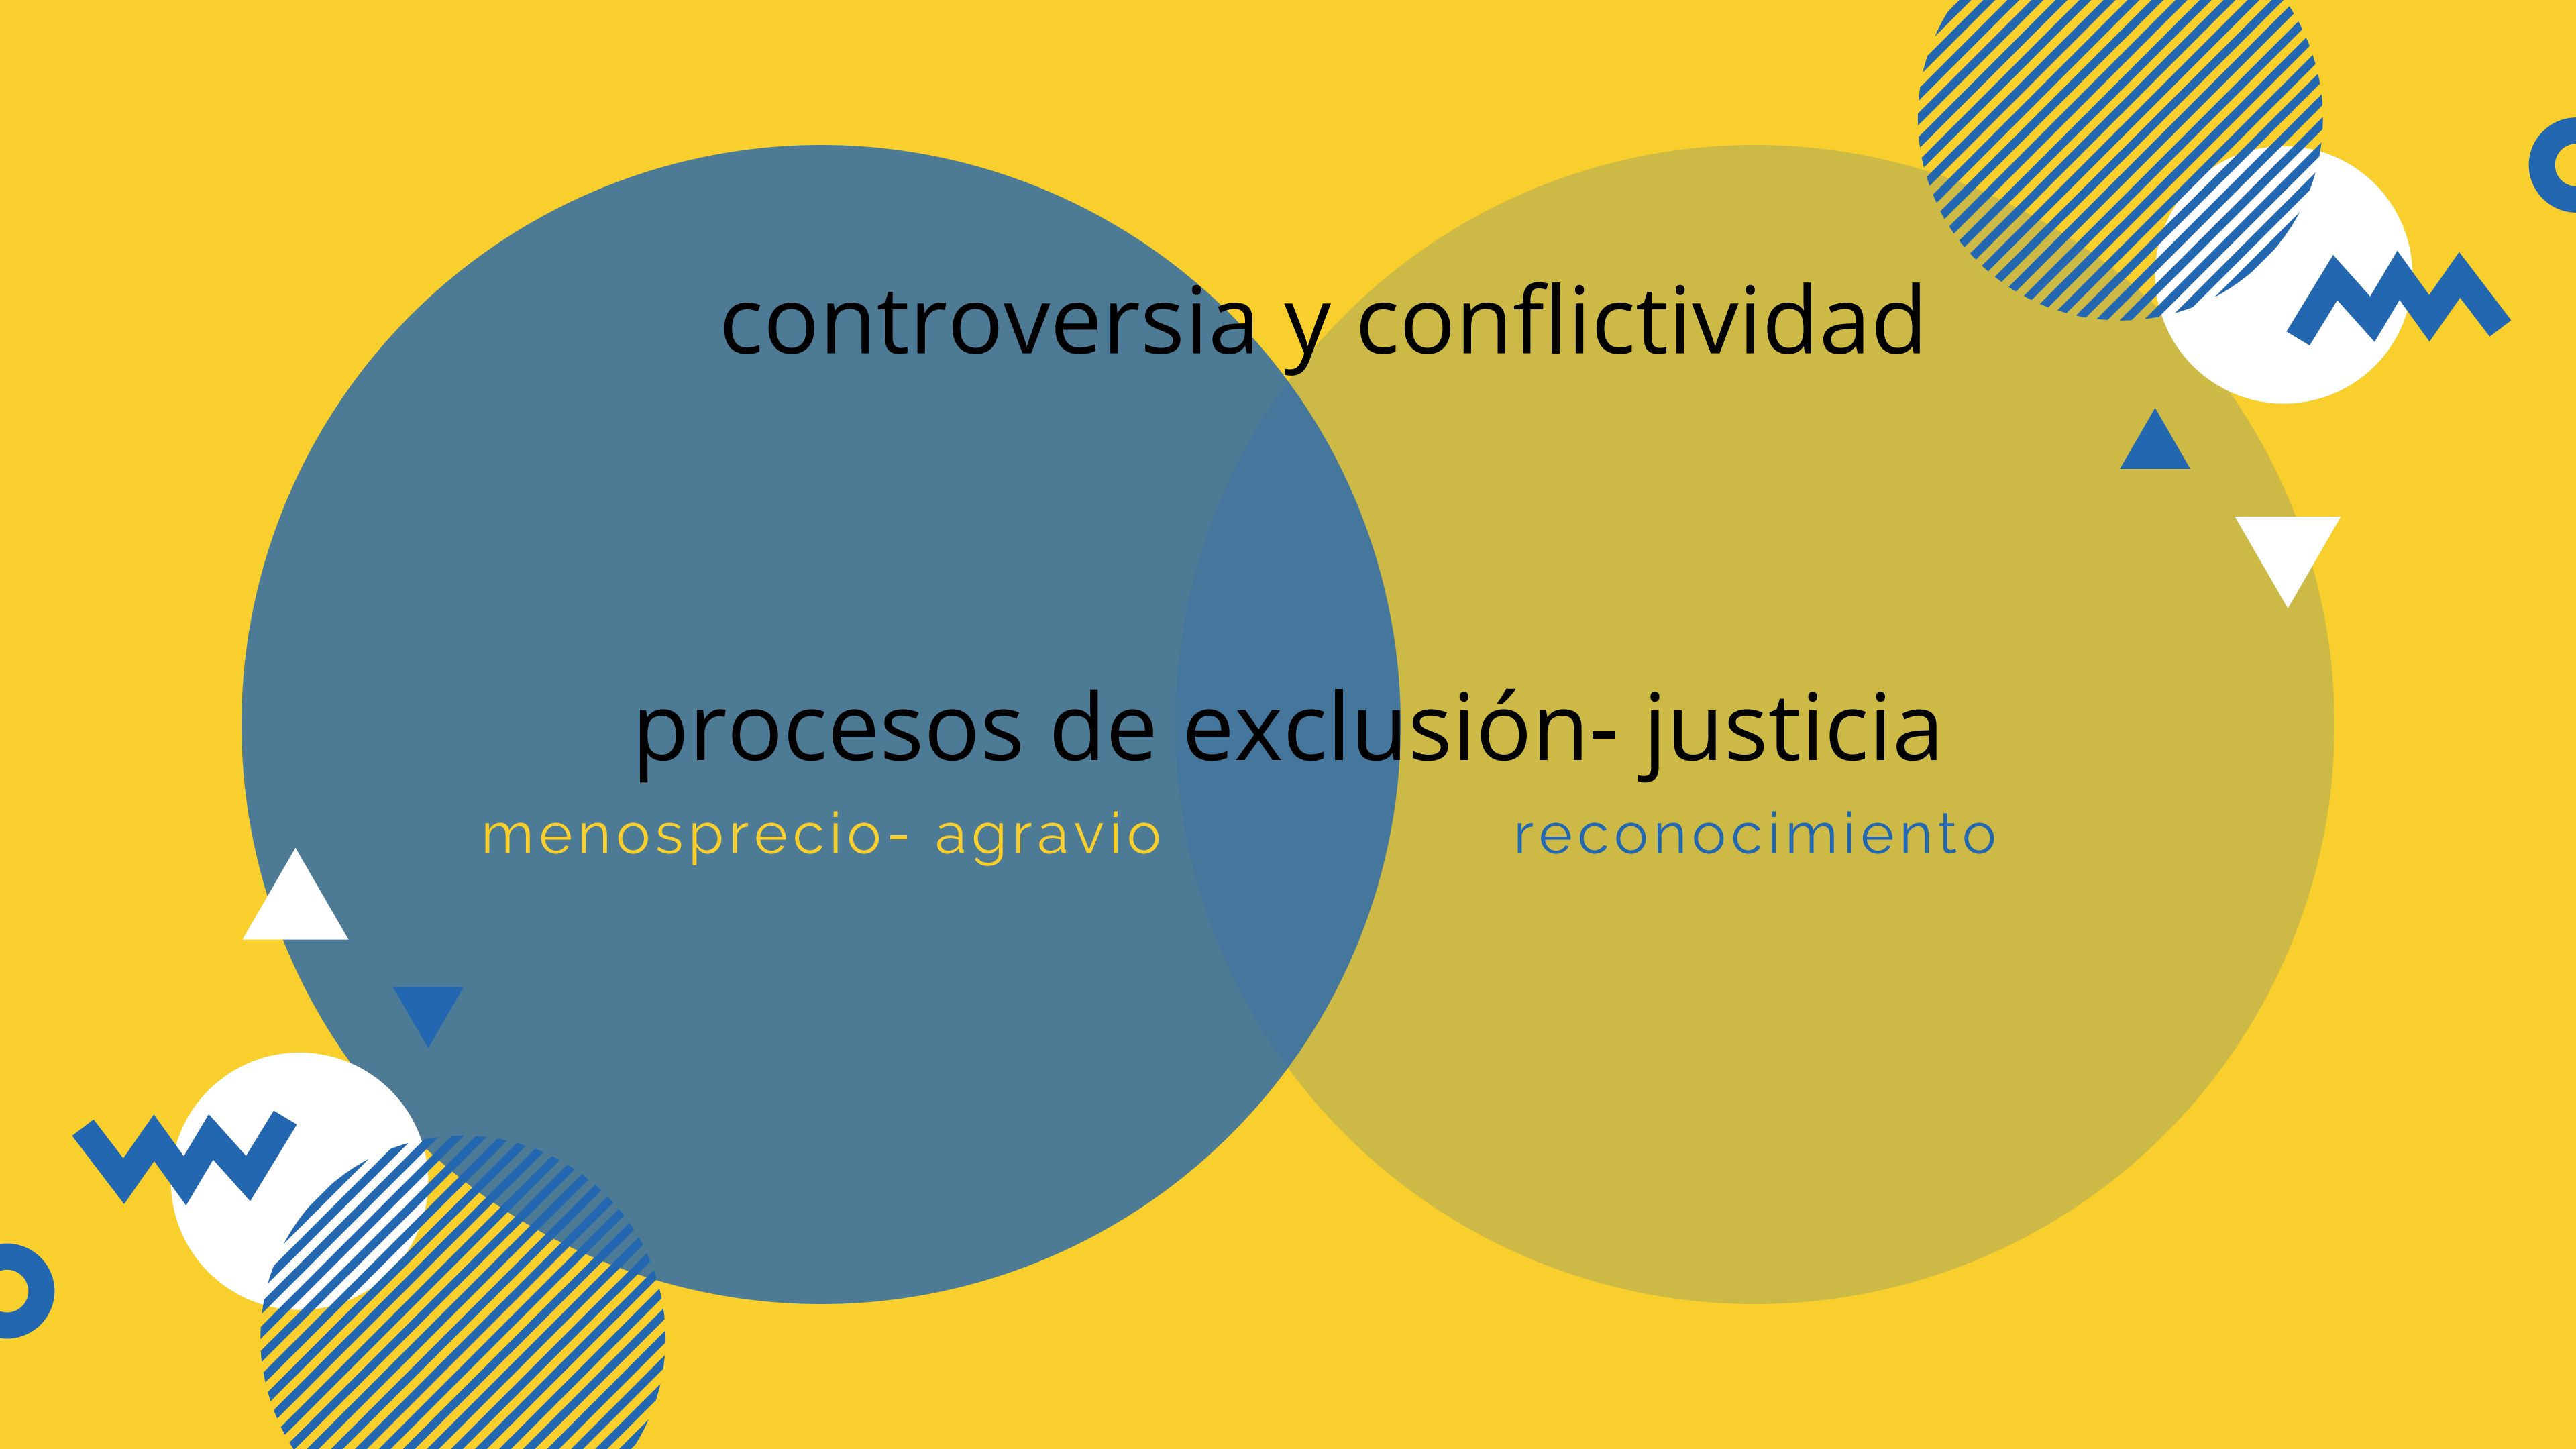 controversia y conflictividad
procesos de exclusión- justicia
menosprecio- agravio
reconocimiento